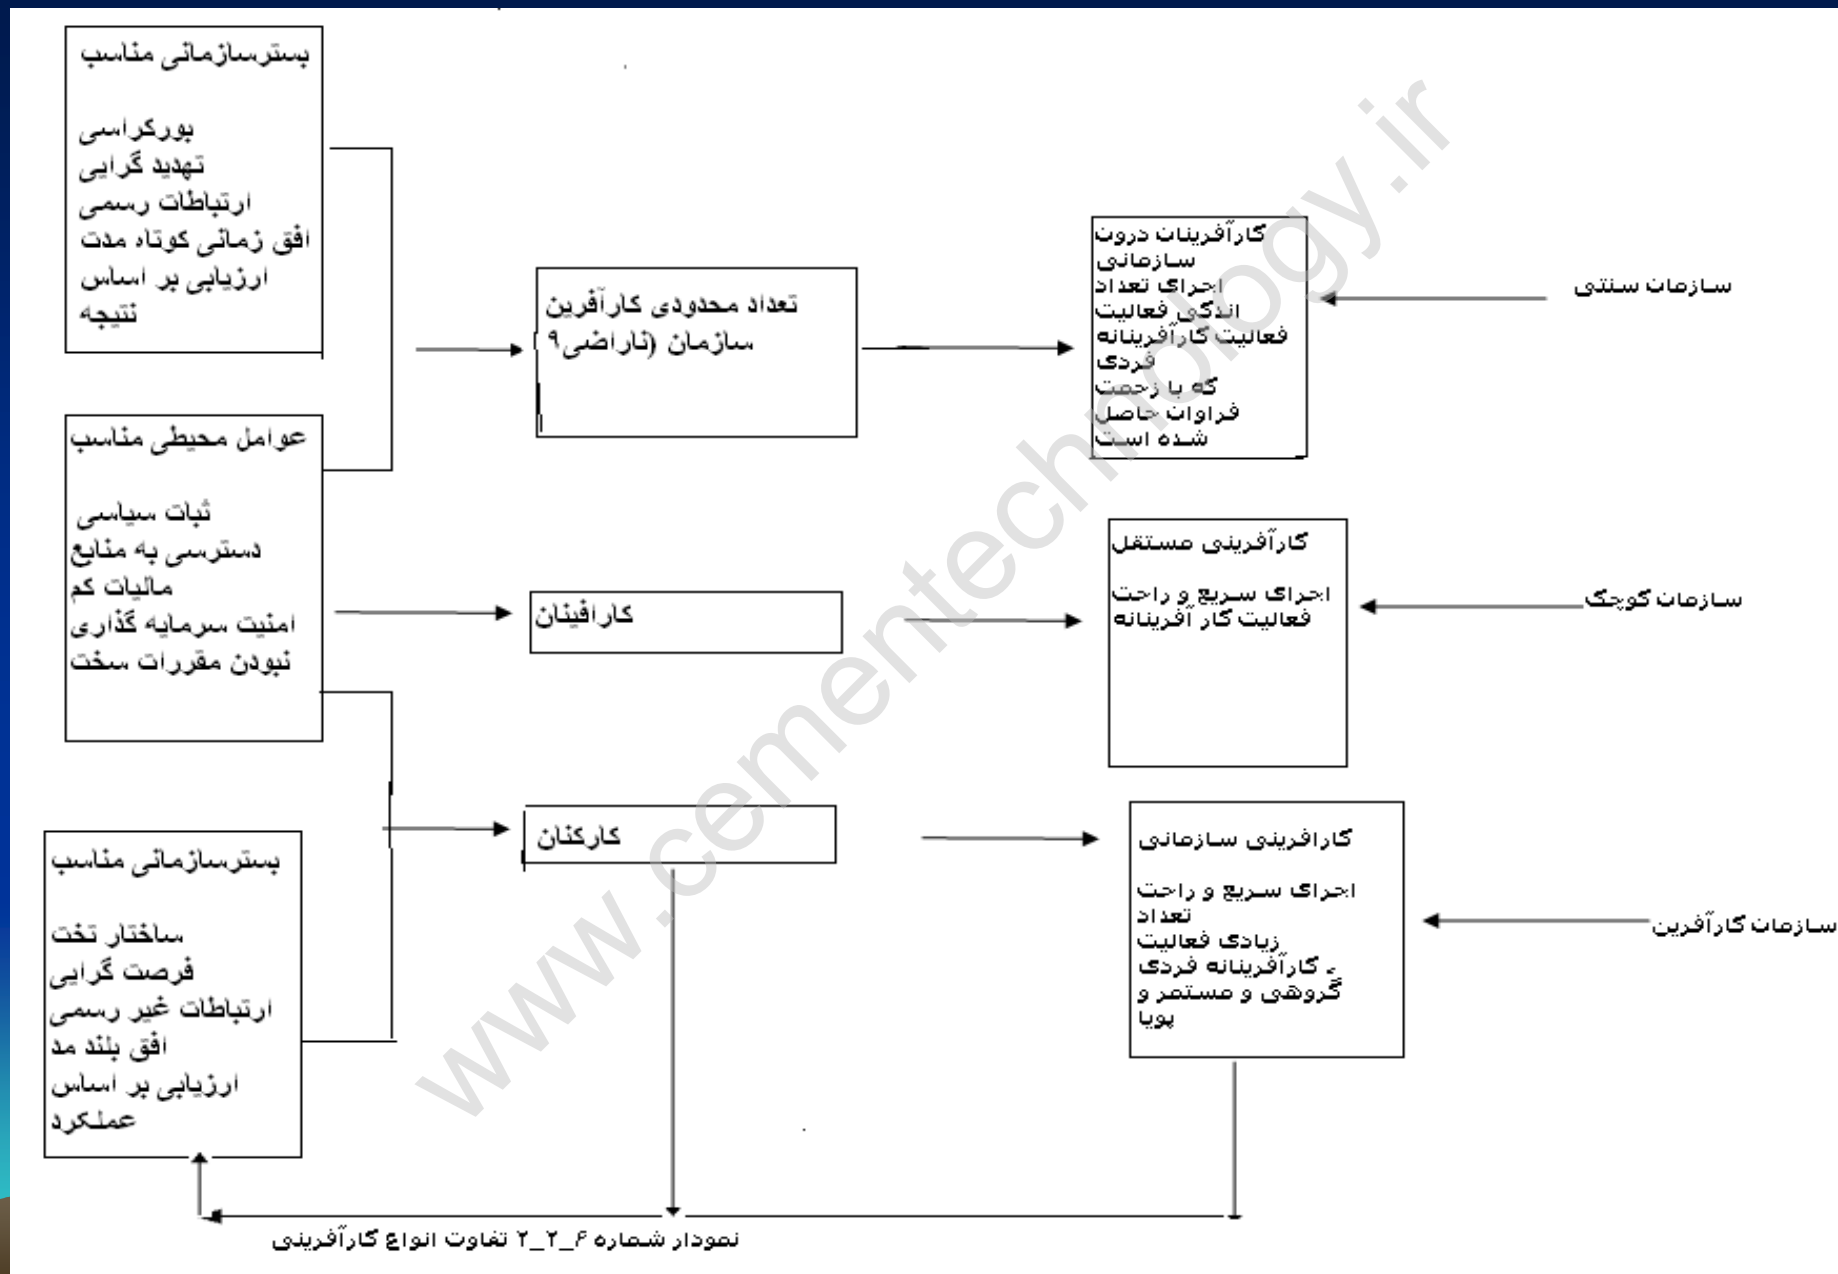 بسترسازمانی مناسب
بورکراسی
تهدید گرایی
ارتباطات رسمی
افق زمانی کوتاه مدت
ارزیابی بر اساس
نتیجه
عوامل محیطی مناسب
ثبات سیاسی
دسترسی به منابع
مالیات کم
امنیت سرمایه گذاری
نبودن مقررات سخت
بسترسازمانی مناسب
ساختار تخت
فرصت گرایی
ارتباطات غیر رسمی
افق بلند مد
ارزیابی بر اساس
عملکرد
تعداد محدودی کارآفرین
سازمان (ناراضی۹
کارافینان
کارکنان
کارآفرینان درون
سازمانی
اجرای تعداد
اندکی فعالیت
فعالیت کارآفرینانه
فردی
که با زحمت
فراوان حاصل
شده است
کارآفرینی مستقل
اجرای سریع و راحت
فعالیت کار آفرینانه
کارافرینی سازمانی
اجرای سریع و راحت
تعداد
زیادی فعالیت
کارآفرینانه فردی
گروهی و مستمر و
پویا
سازمان سنتی
سازمان کوچک
سازمان کارآفرین
نمودار شماره ۶_۲_۲ تفاوت انواع کارآفرینی
www.cementechnology.ir